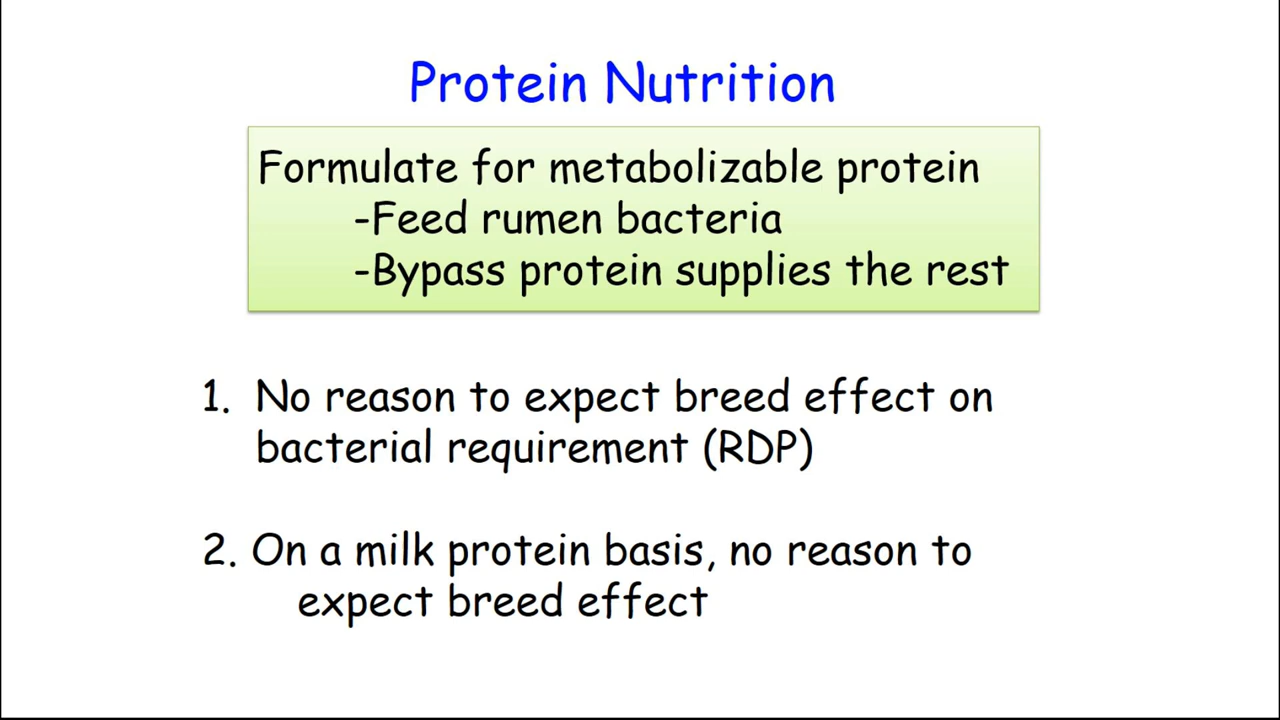 Protein Nutrition
Formulate for metabolizable protein
-Feed rumen bacteria
-Bypass protein supplies the rest
1. No reason to expect breed effect on
bacterial requirement (RDP)
2. On a milk protein basis, no reason to
expect breed effect